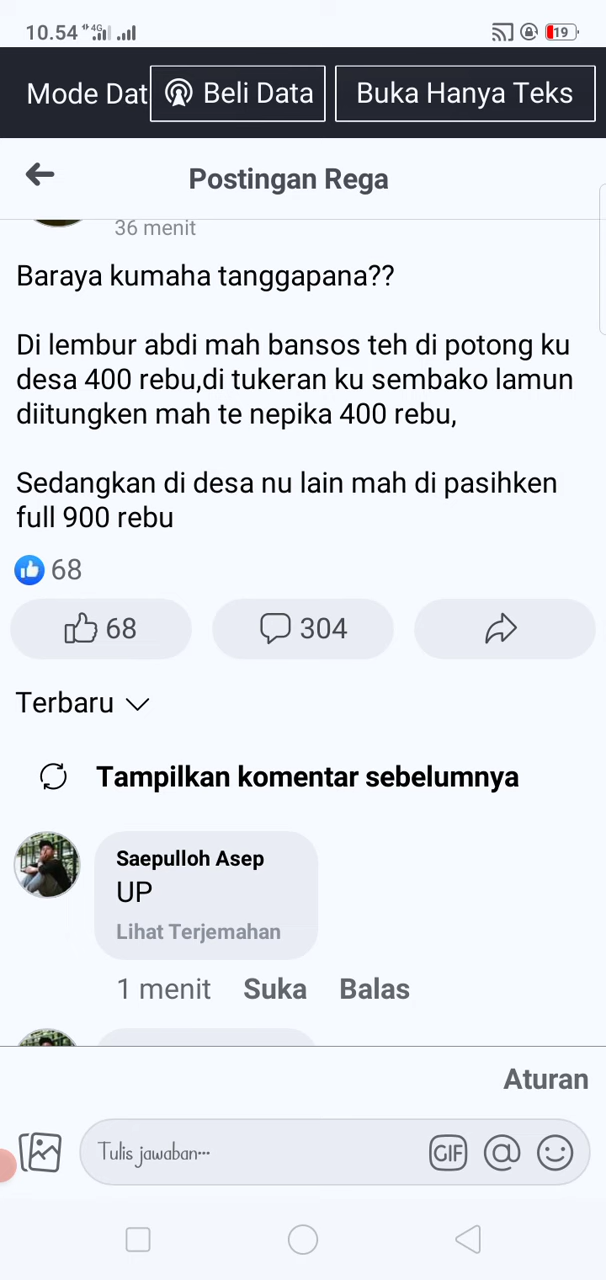 10.54 4G 19
Mode Dat Beli Data Buka Hanya Teks
Postingan Rega
36 menit
Baraya kumaha tanggapana??
Di lembur abdi mah bansos teh di potong ku
desa 400 rebu,di tukeran ku sembako lamun
diitungken mah te nepika 400 rebu,
Sedangkan di desa nu lain mah di pasihken
full 900 rebu
68
68 304
Terbaru
Tampilkan komentar sebelumnya
Saepulloh Asep
UP
Lihat Terjemahan
1 menit Suka Balas
Aturan
Tulis jawaban... GIF @